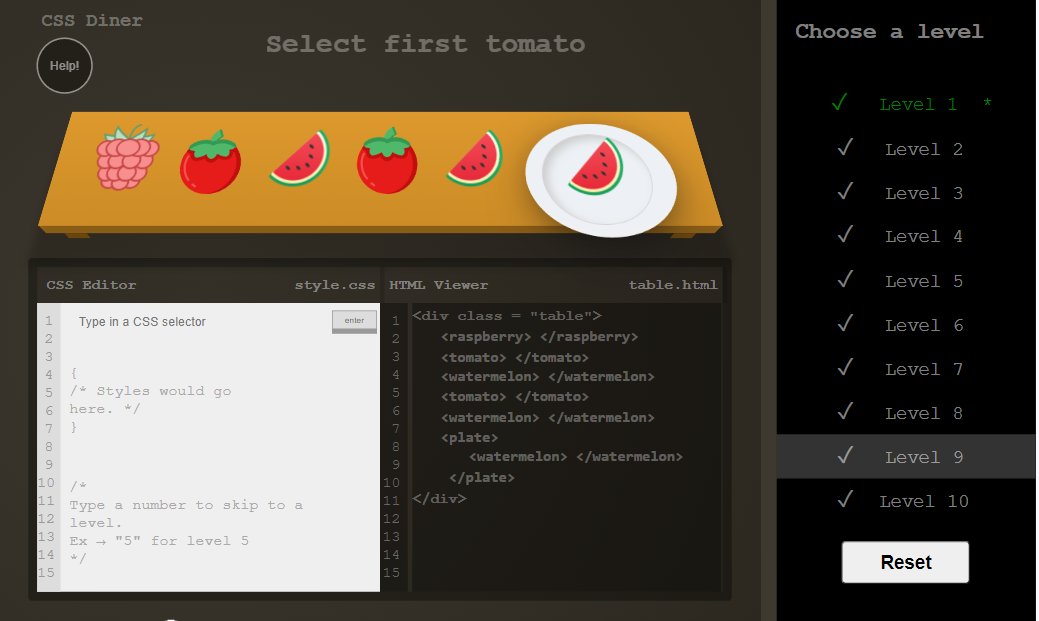 CSS Diner
Help!
Select first tomato
CSS Editor style.css
1 Type in a CSS selector enter
2
3
4 {
5 /* Styles would go
6 here. */
7 }
8
9
10 /*
11 Type a number to skip to a
12 level.
13 Ex → "5" for level 5
14 */
15
HTML Viewer table.html
1 <div class = "table">
2 <raspberry> </raspberry>
3 <tomato> </tomato>
4 <watermelon> </watermelon>
5 <tomato> </tomato>
6 <watermelon> </watermelon>
7 <plate>
8 <watermelon> </watermelon>
9 </plate>
10 </div>
11
12
13
14
15
Choose a level
✓ Level 1 *
✓ Level 2
✓ Level 3
✓ Level 4
✓ Level 5
✓ Level 6
✓ Level 7
✓ Level 8
✓ Level 9
✓ Level 10
Reset